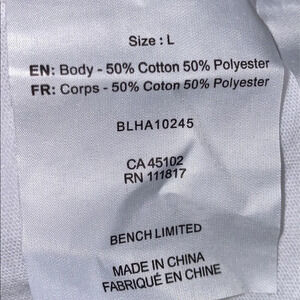 Size : L
EN: Body - 50% Cotton 50% Polyester
FR: Corps - 50% Coton 50% Polyester
BLHA10245
CA 45102
RN 111817
BENCH LIMITED
MADE IN CHINA
FABRIQUÉ EN CHINE